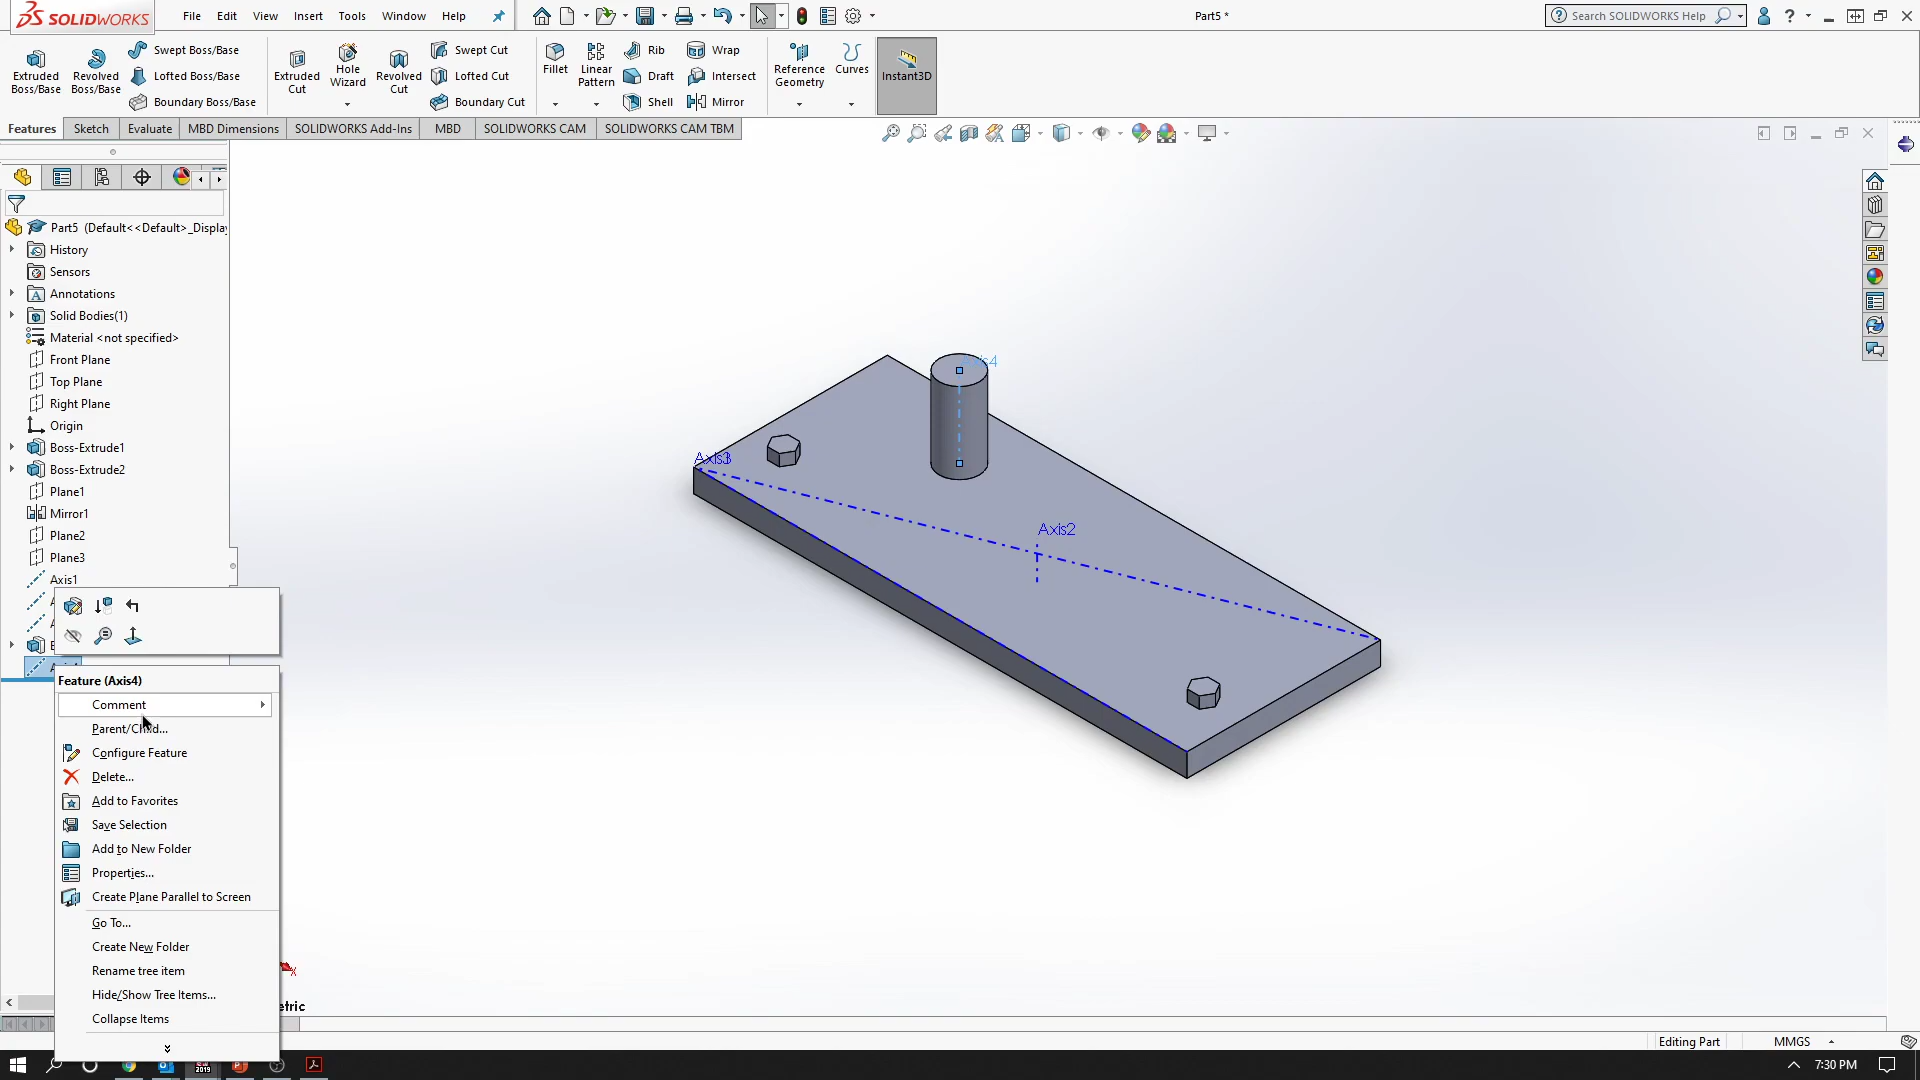 SOLIDWORKS File Edit View Insert Tools Window Help Part5 * Search SOLIDWORKS Help
Extruded Boss/Base
Revolved Boss/Base
Swept Boss/Base
Lofted Boss/Base
Boundary Boss/Base
Extruded Cut
Hole Wizard
Revolved Cut
Swept Cut
Lofted Cut
Boundary Cut
Fillet
Linear Pattern
Rib
Draft
Shell
Wrap
Intersect
Mirror
Reference Geometry
Curves
Instant3D
Features Sketch Evaluate MBD Dimensions SOLIDWORKS Add-Ins MBD SOLIDWORKS CAM SOLIDWORKS CAM TBM
Part5 (Default<<Default>_Display
History
Sensors
Annotations
Solid Bodies(1)
Material <not specified>
Front Plane
Top Plane
Right Plane
Origin
Boss-Extrude1
Boss-Extrude2
Plane1
Mirror1
Plane2
Plane3
Axis1
Feature (Axis4)
Comment
Parent/Child...
Configure Feature
Delete...
Add to Favorites
Save Selection
Add to New Folder
Properties...
Create Plane Parallel to Screen
Go To...
Create New Folder
Rename tree item
Hide/Show Tree Items...
Collapse Items
Axis4
Axis2
X
etric
Editing Part MMGS
2019
7:30 PM